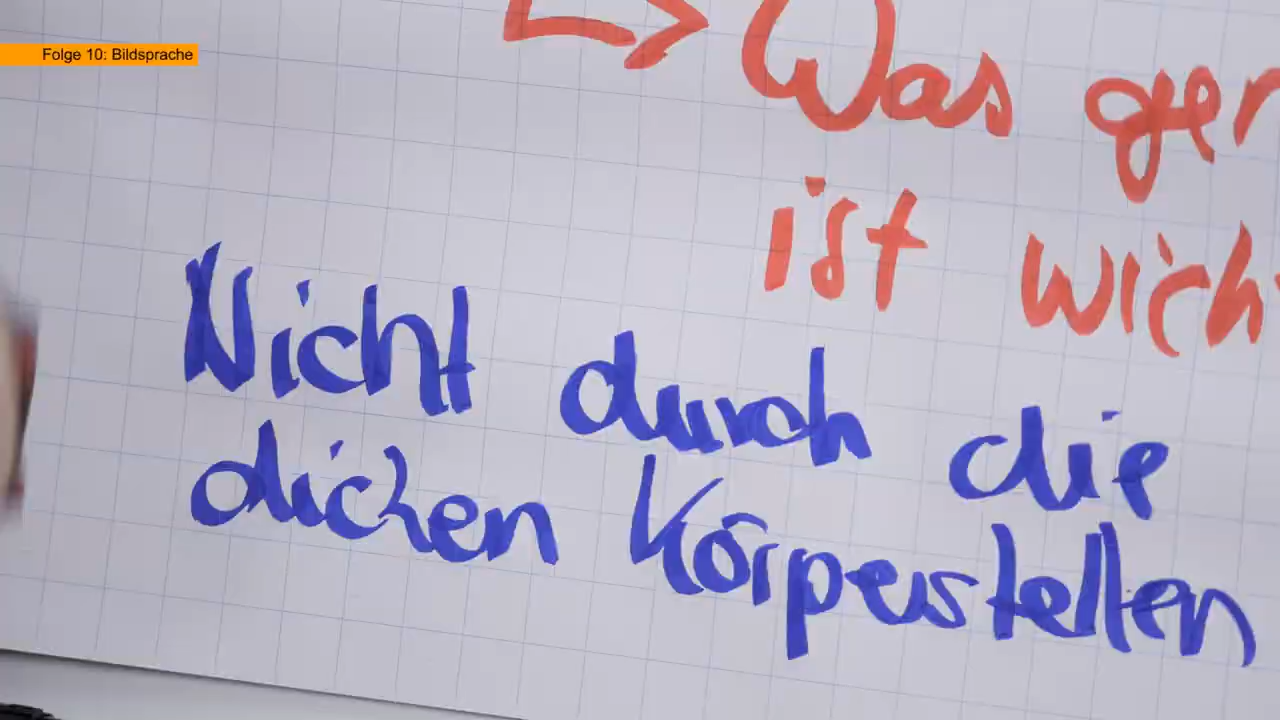 Folge 10: Bildsprache
Was
ist
Nicht durch die
dicken Körperstellen